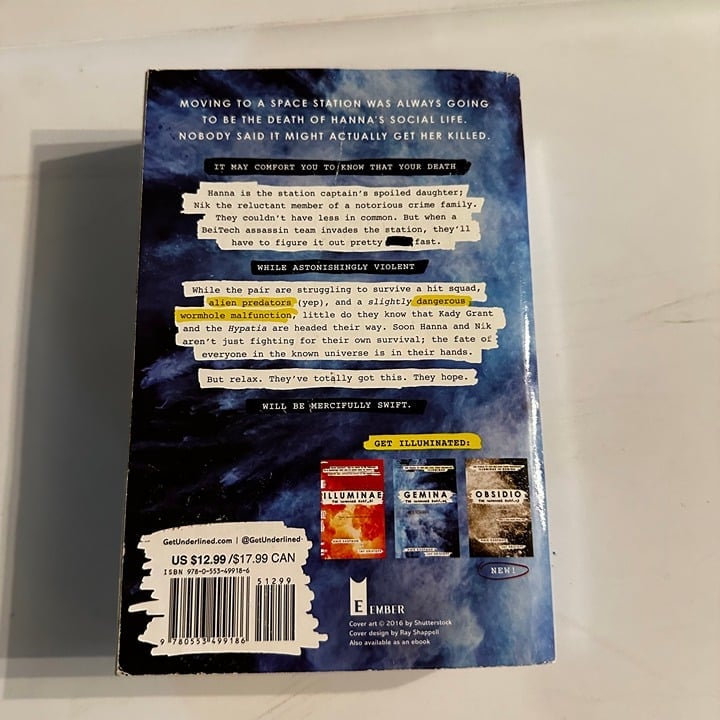 MOVING TO A SPACE STATION WAS ALWAYS GOING
TO BE THE DEATH OF HANNA'S SOCIAL LIFE.
NOBODY SAID IT MIGHT ACTUALLY GET HER KILLED.
IT MAY COMFORT YOU TO KNOW THAT YOUR DEATH
Hanna is the station captain's spoiled daughter;
Nik the reluctant member of a notorious crime family.
They couldn't have less in common. But when a
BeiTech assassin team invades the station, they'll
have to figure it out pretty fast.
WHILE ASTONISHINGLY VIOLENT
While the pair are struggling to survive a hit squad,
alien predators (yep), and a slightly dangerous
wormhole malfunction, little do they know that Kady Grant
and the Hypatia are headed their way. Soon Hanna and Nik
aren't just fighting for their own survival; the fate of
everyone in the known universe is in their hands.
But relax. They've totally got this. They hope.
WILL BE MERCIFULLY SWIFT.
GET ILLUMINATED:
ILLUMINAE
GEMINA
OBSIDIO
NEW!
GetUnderlined.com | @GetUnderlined
US $12.99 /$17.99 CAN
ISBN 978-0-553-49918-6
51299
9 780553 499186
E EMBER
Cover art © 2016 by Shutterstock
Cover design by Ray Shappell
Also available as an ebook